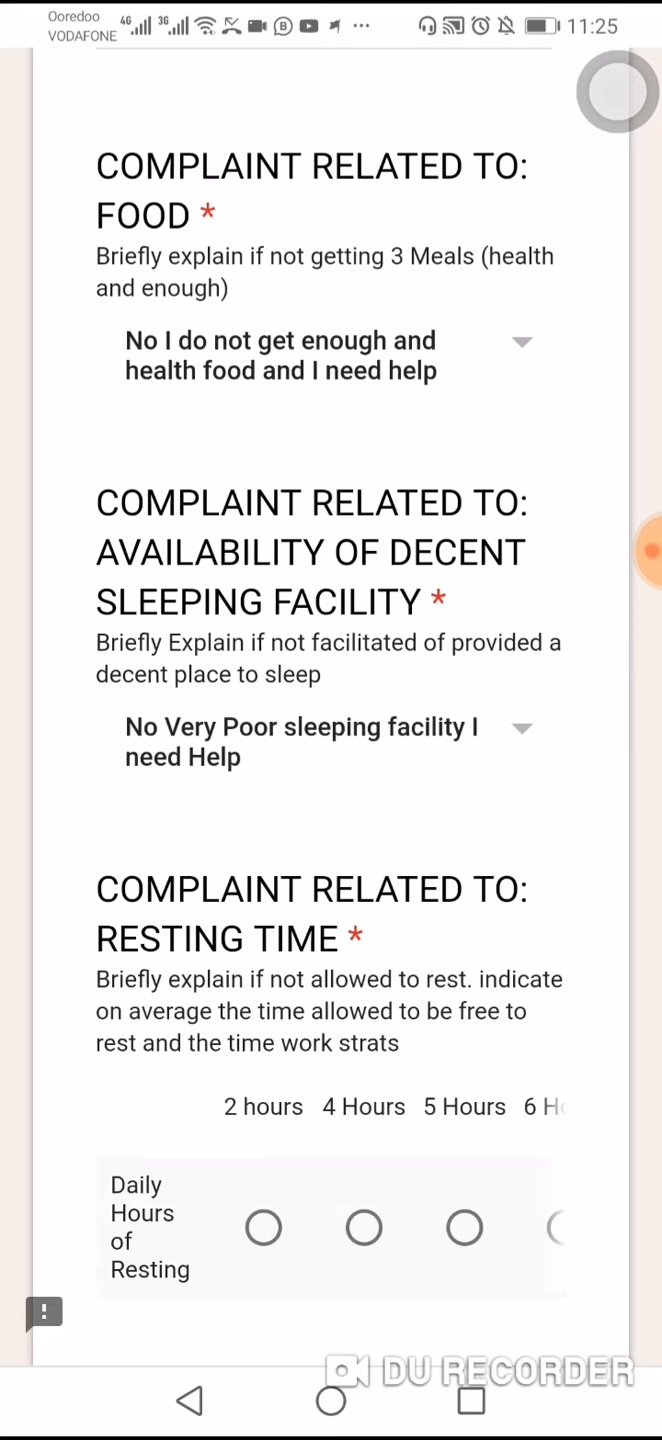 Ooredoo
VODAFONE
4G
3G
B
11:25
COMPLAINT RELATED TO:
FOOD *
Briefly explain if not getting 3 Meals (health
and enough)
No I do not get enough and
health food and I need help
COMPLAINT RELATED TO:
AVAILABILITY OF DECENT
SLEEPING FACILITY *
Briefly Explain if not facilitated of provided a
decent place to sleep
No Very Poor sleeping facility I
need Help
COMPLAINT RELATED TO:
RESTING TIME *
Briefly explain if not allowed to rest. indicate
on average the time allowed to be free to
rest and the time work strats
2 hours 4 Hours 5 Hours 6
Daily
Hours
of
Resting
DU RECORDER